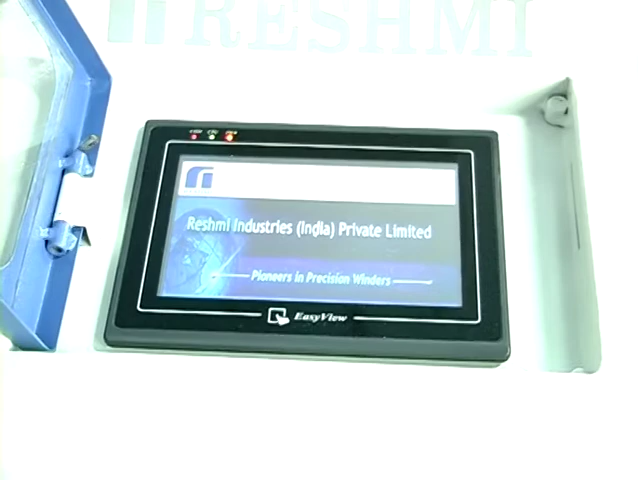 RESHMI
Reshmi Industries (India) Private Limited
Pioneers in Precision Winders
EasyView